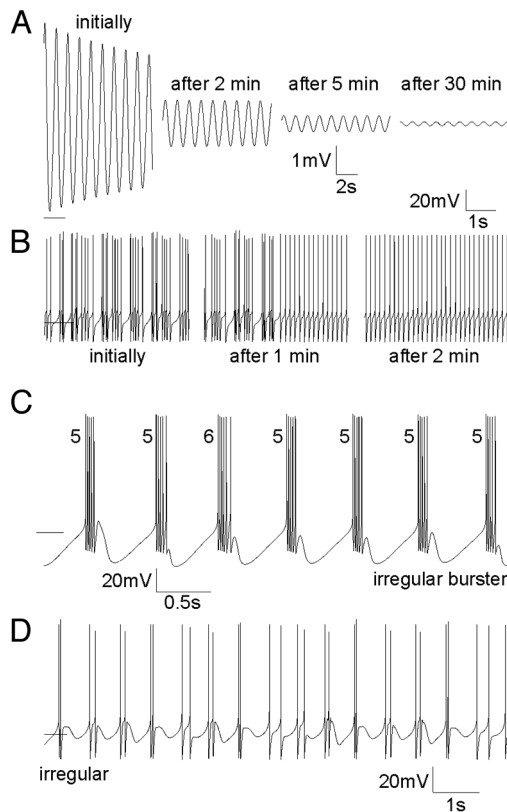 A
initially
after 2 min
after 5 min
after 30 min
1mV
2s
20mV
1s
B
initially
after 1 min
after 2 min
C
5 5 6 5 5 5 5
20mV
0.5s
irregular burster
D
irregular
20mV
1s